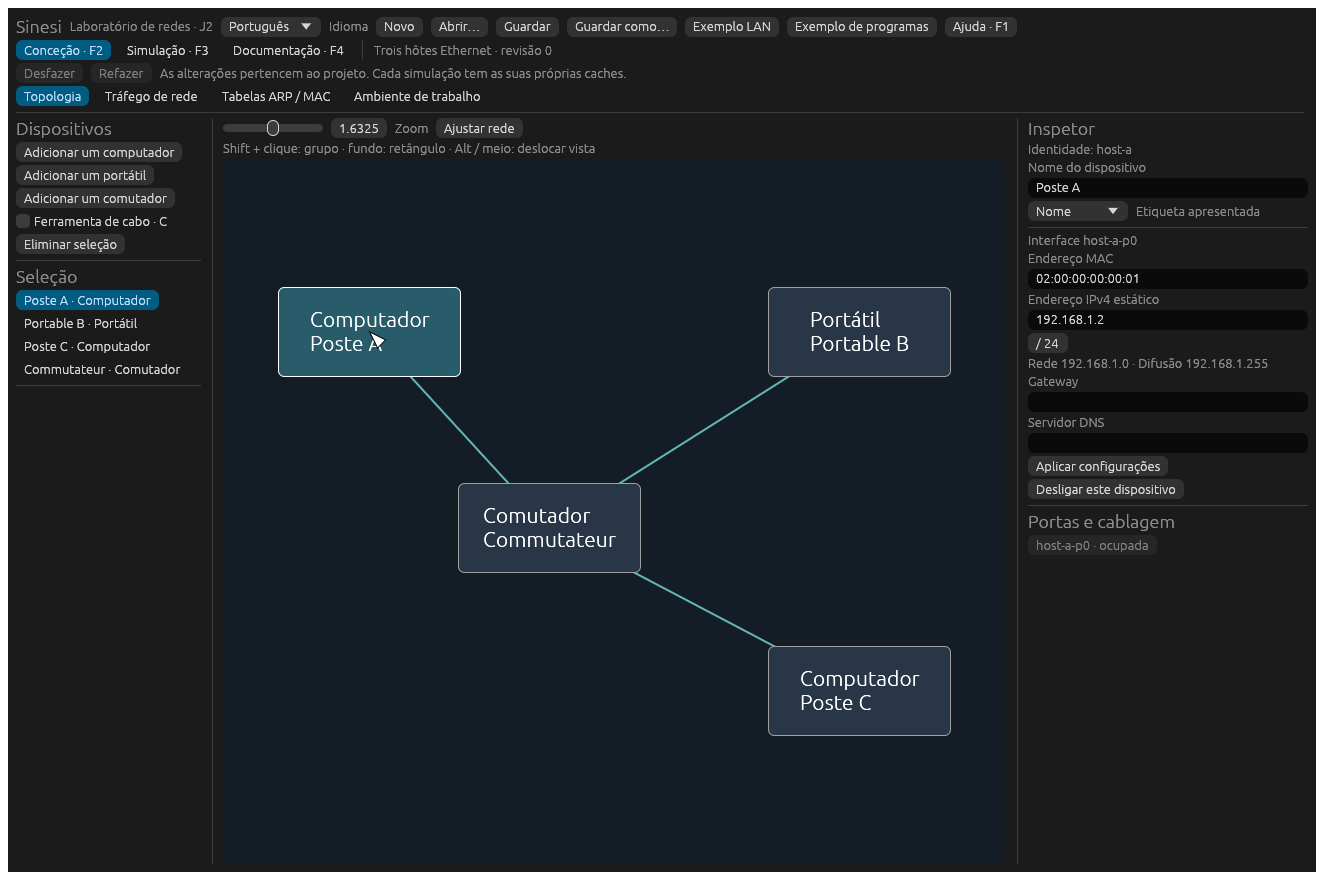 Sinesi Laboratório de redes · J2 Português Idioma Novo Abrir… Guardar Guardar como… Exemplo LAN Exemplo de programas Ajuda · F1
Conceção · F2 Simulação · F3 Documentação · F4 Trois hôtes Ethernet · revisão 0
Desfazer Refazer As alterações pertencem ao projeto. Cada simulação tem as suas próprias caches.
Topologia Tráfego de rede Tabelas ARP / MAC Ambiente de trabalho
Dispositivos
Adicionar um computador
Adicionar um portátil
Adicionar um comutador
Ferramenta de cabo · C
Eliminar seleção
Seleção
Poste A · Computador
Portable B · Portátil
Poste C · Computador
Commutateur · Comutador
1.6325 Zoom Ajustar rede
Shift + clique: grupo · fundo: retângulo · Alt / meio: deslocar vista
Computador
Poste A
Portátil
Portable B
Comutador
Commutateur
Computador
Poste C
Inspetor
Identidade: host-a
Nome do dispositivo
Poste A
Nome Etiqueta apresentada
Interface host-a-p0
Endereço MAC
02:00:00:00:00:01
Endereço IPv4 estático
192.168.1.2
/ 24
Rede 192.168.1.0 · Difusão 192.168.1.255
Gateway
Servidor DNS
Aplicar configurações
Desligar este dispositivo
Portas e cablagem
host-a-p0 · ocupada